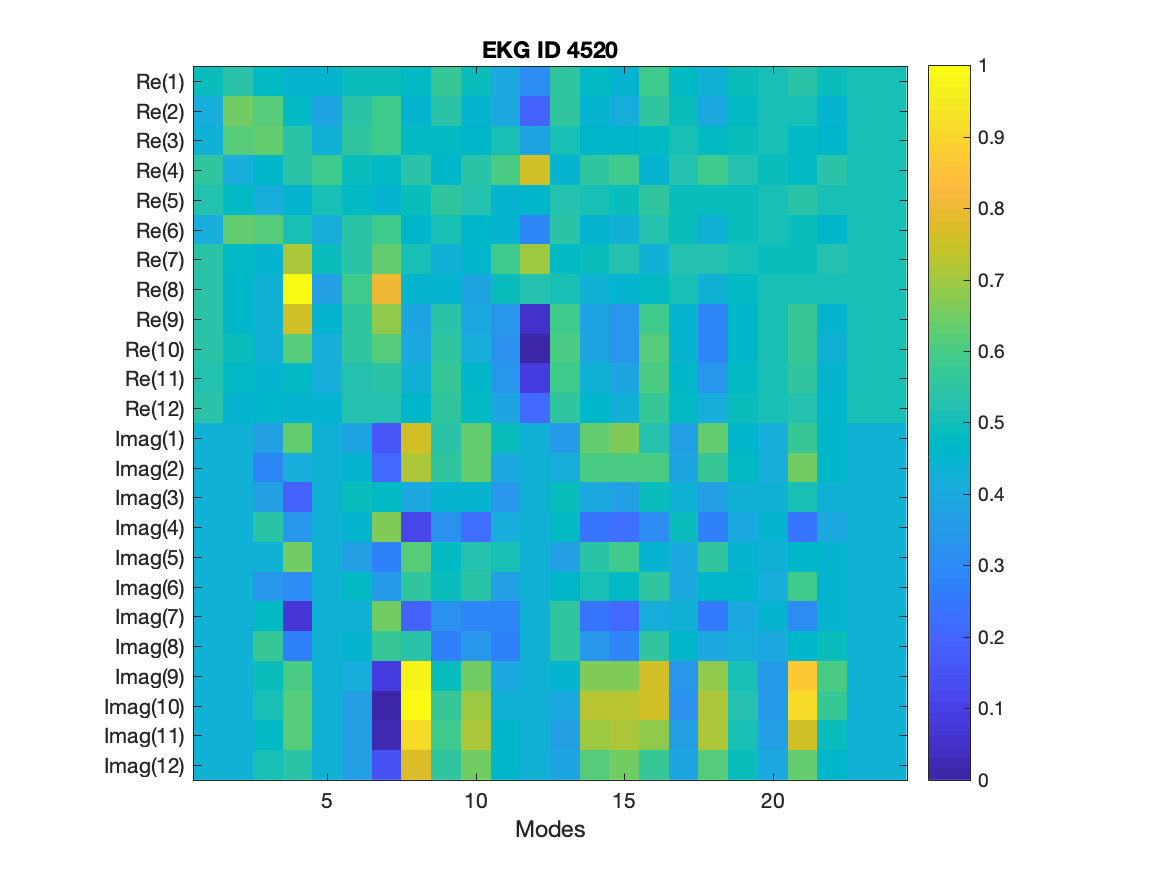 EKG ID 4520
Re(1)
Re(2)
Re(3)
Re(4)
Re(5)
Re(6)
Re(7)
Re(8)
Re(9)
Re(10)
Re(11)
Re(12)
Imag(1)
Imag(2)
Imag(3)
Imag(4)
Imag(5)
Imag(6)
Imag(7)
Imag(8)
Imag(9)
Imag(10)
Imag(11)
Imag(12)
5 10 15 20
Modes
1
0.9
0.8
0.7
0.6
0.5
0.4
0.3
0.2
0.1
0